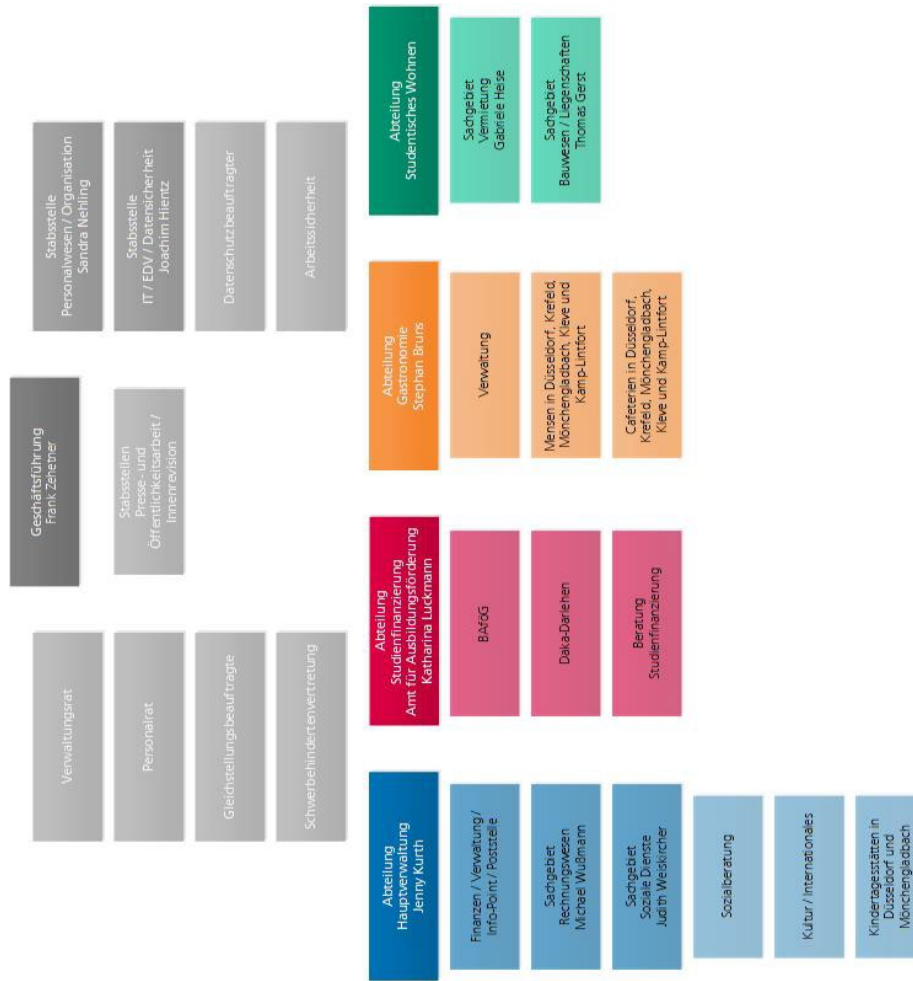 Geschäftsführung
Frank Zehetner
Verwaltungsrat
Personalrat
Gleichstellungsbeauftragte
Schwerbehindertenvertretung
Stabsstellen
Presse- und
Öffentlichkeitsarbeit /
Innenrevision
Stabsstelle
Personalwesen / Organisation
Sandra Nehling
Stabsstelle
IT / EDV / Datensicherheit
Joachim Hientz
Datenschutzbeauftragter
Arbeitssicherheit
Abteilung
Hauptverwaltung
Jenny Kurth
Finanzen / Verwaltung /
Info-Point / Poststelle
Sachgebiet
Rechnungswesen
Michael Wußmann
Sachgebiet
Soziale Dienste
Judith Weiskircher
Sozialberatung
Kultur / Internationales
Kindertagesstätten in
Düsseldorf und
Mönchengladbach
Abteilung
Studienfinanzierung
Amt für Ausbildungsförderung
Katharina Luckmann
BAföG
Daka-Darlehen
Beratung
Studienfinanzierung
Abteilung
Gastronomie
Stephan Bruns
Verwaltung
Mensen in Düsseldorf, Krefeld,
Mönchengladbach, Kleve und
Kamp-Lintfort
Cafeterien in Düsseldorf,
Krefeld, Mönchengladbach,
Kleve und Kamp-Lintfort
Abteilung
Studentisches Wohnen
Sachgebiet
Vermietung
Gabriele Heise
Sachgebiet
Bauwesen / Liegenschaften
Thomas Gerst